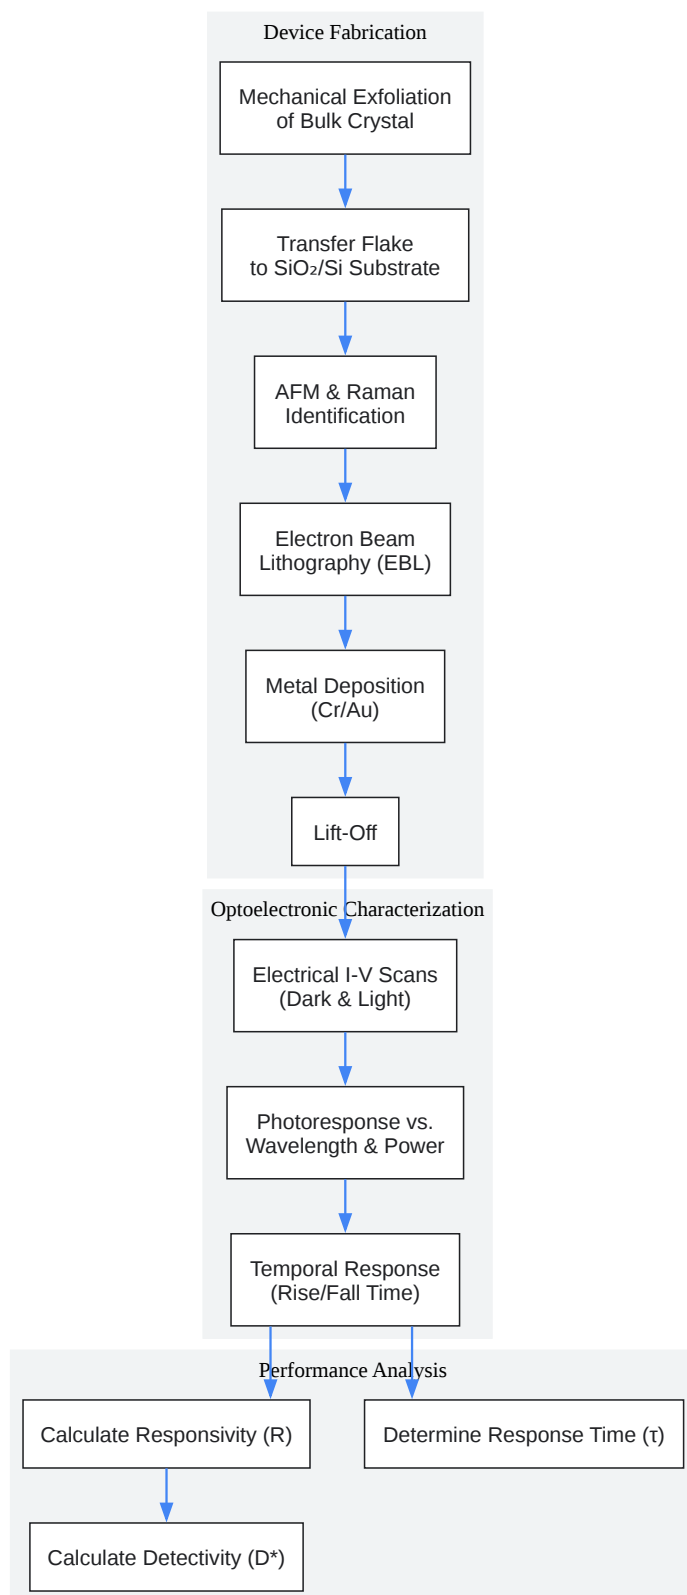 Device Fabrication
Mechanical Exfoliation
of Bulk Crystal
Transfer Flake
to SiO₂/Si Substrate
AFM & Raman
Identification
Electron Beam
Lithography (EBL)
Metal Deposition
(Cr/Au)
Lift-Off
Optoelectronic Characterization
Electrical I-V Scans
(Dark & Light)
Photoresponse vs.
Wavelength & Power
Temporal Response
(Rise/Fall Time)
Performance Analysis
Calculate Responsivity (R)
Determine Response Time (τ)
Calculate Detectivity (D*)